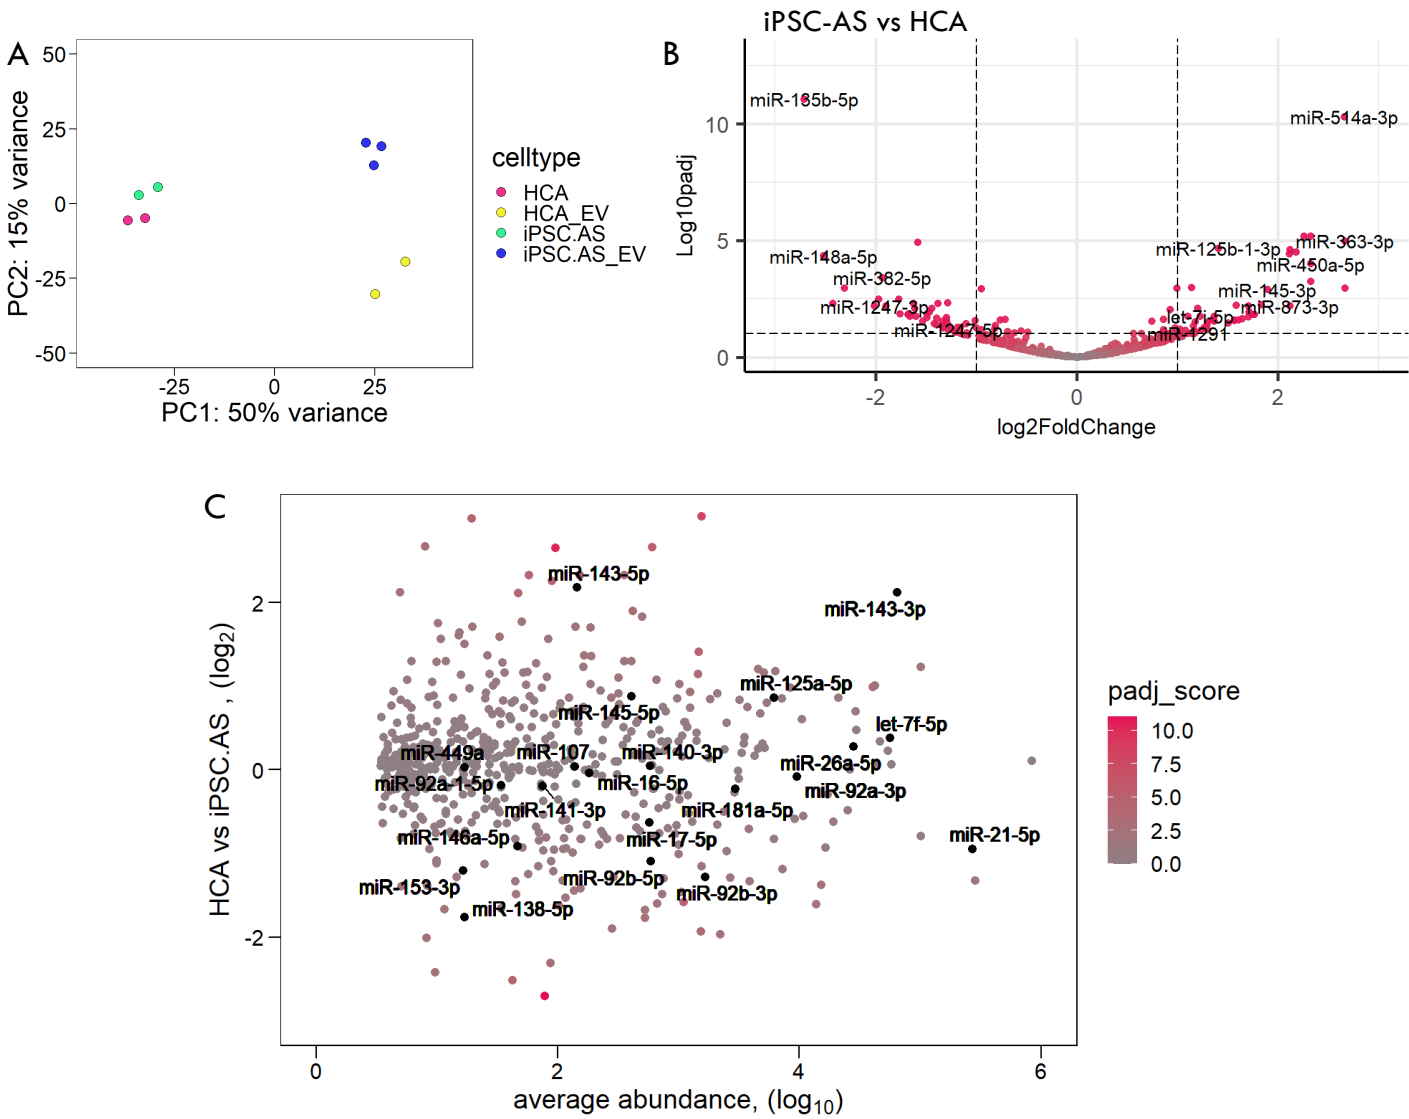 iPSC-AS vs HCA
A
50
25
0
-25
-50
-25
0
25
PC2: 15% variance
PC1: 50% variance
celltype
HCA
HCA_EV
iPSC.AS
iPSC.AS_EV
B
miR-135b-5p
miR-514a-3p
miR-148a-5p
miR-382-5p
miR-1247-3p
miR-1247-5p
miR-125b-1-3p
miR-363-3p
miR-450a-5p
miR-145-3p
miR-873-3p
let-7i-5p
miR-1291
10
5
0
-2
0
2
Log10padj
log2FoldChange
C
miR-143-5p
miR-143-3p
miR-125a-5p
miR-145-5p
let-7f-5p
miR-449a
miR-107
miR-140-3p
miR-26a-5p
miR-92a-1-5p
miR-16-5p
miR-92a-3p
miR-141-3p
miR-181a-5p
miR-146a-5p
miR-17-5p
miR-21-5p
miR-153-3p
miR-92b-5p
miR-92b-3p
miR-138-5p
2
0
-2
0
2
4
6
HCA vs iPSC.AS , (log2)
average abundance, (log10)
padj_score
10.0
7.5
5.0
2.5
0.0